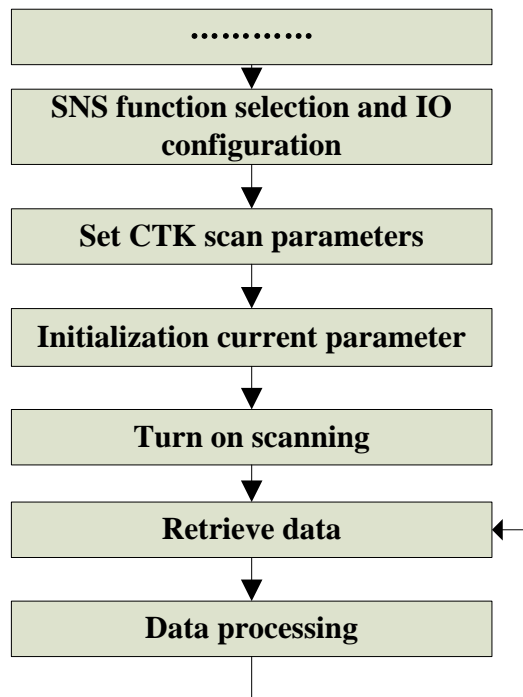 …………
SNS function selection and IO
configuration
Set CTK scan parameters
Initialization current parameter
Turn on scanning
Retrieve data
Data processing